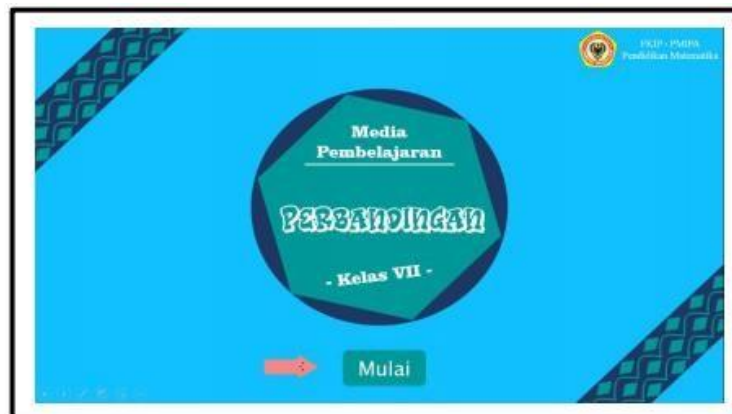 FKIP - PMIPA
Pendidikan Matematika
Media
Pembelajaran
PERBANDINGAN
- Kelas VII -
Mulai